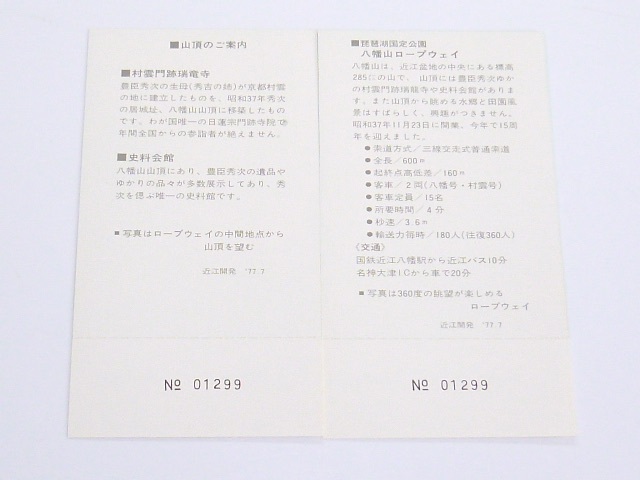 ■山頂のご案内
■村雲門跡瑞竜寺
豊臣秀次の生母(秀吉の姉)が京都村雲
の地に建立したものを、昭和37年秀次
の居城址、八幡山山頂に移築したもので
す。わが国唯一の日蓮宗門跡寺院で
年間全国からの参詣者が絶えません。
■史料会館
八幡山山頂にあり、豊臣秀次の遺品や
ゆかりの品々が多数展示してあり、秀
次を偲ぶ唯一の史料館です。
■写真はロープウェイの中間地点から
山頂を望む
近江開発 '77.7
№ 01299
■琵琶湖国定公園
八幡山ロープウェイ
八幡山は、近江盆地の中央にある標高
285mの山で、山頂には豊臣秀次ゆか
りの村雲門跡瑞龍寺や史料会館がありま
す。また山頂から眺める水郷と田園風
景はすばらしく、興趣がつきません。
昭和37年11月23日に開業、今年で15周
年を迎えました。
●索道方式/三線交走式普通索道
●全長/600m
●起終点高低差/160m
●客車/2両(八幡号・村雲号)
●客車定員/15名
●所要時間/4分
●秒速/3.6m
●輸送力毎時/180人(往復360人)
《交通》
国鉄近江八幡駅から近江バス10分
名神大津ICから車で20分
■写真は360度の眺望が楽しめる
ロープウェイ
近江開発 '77.7
№ 01299